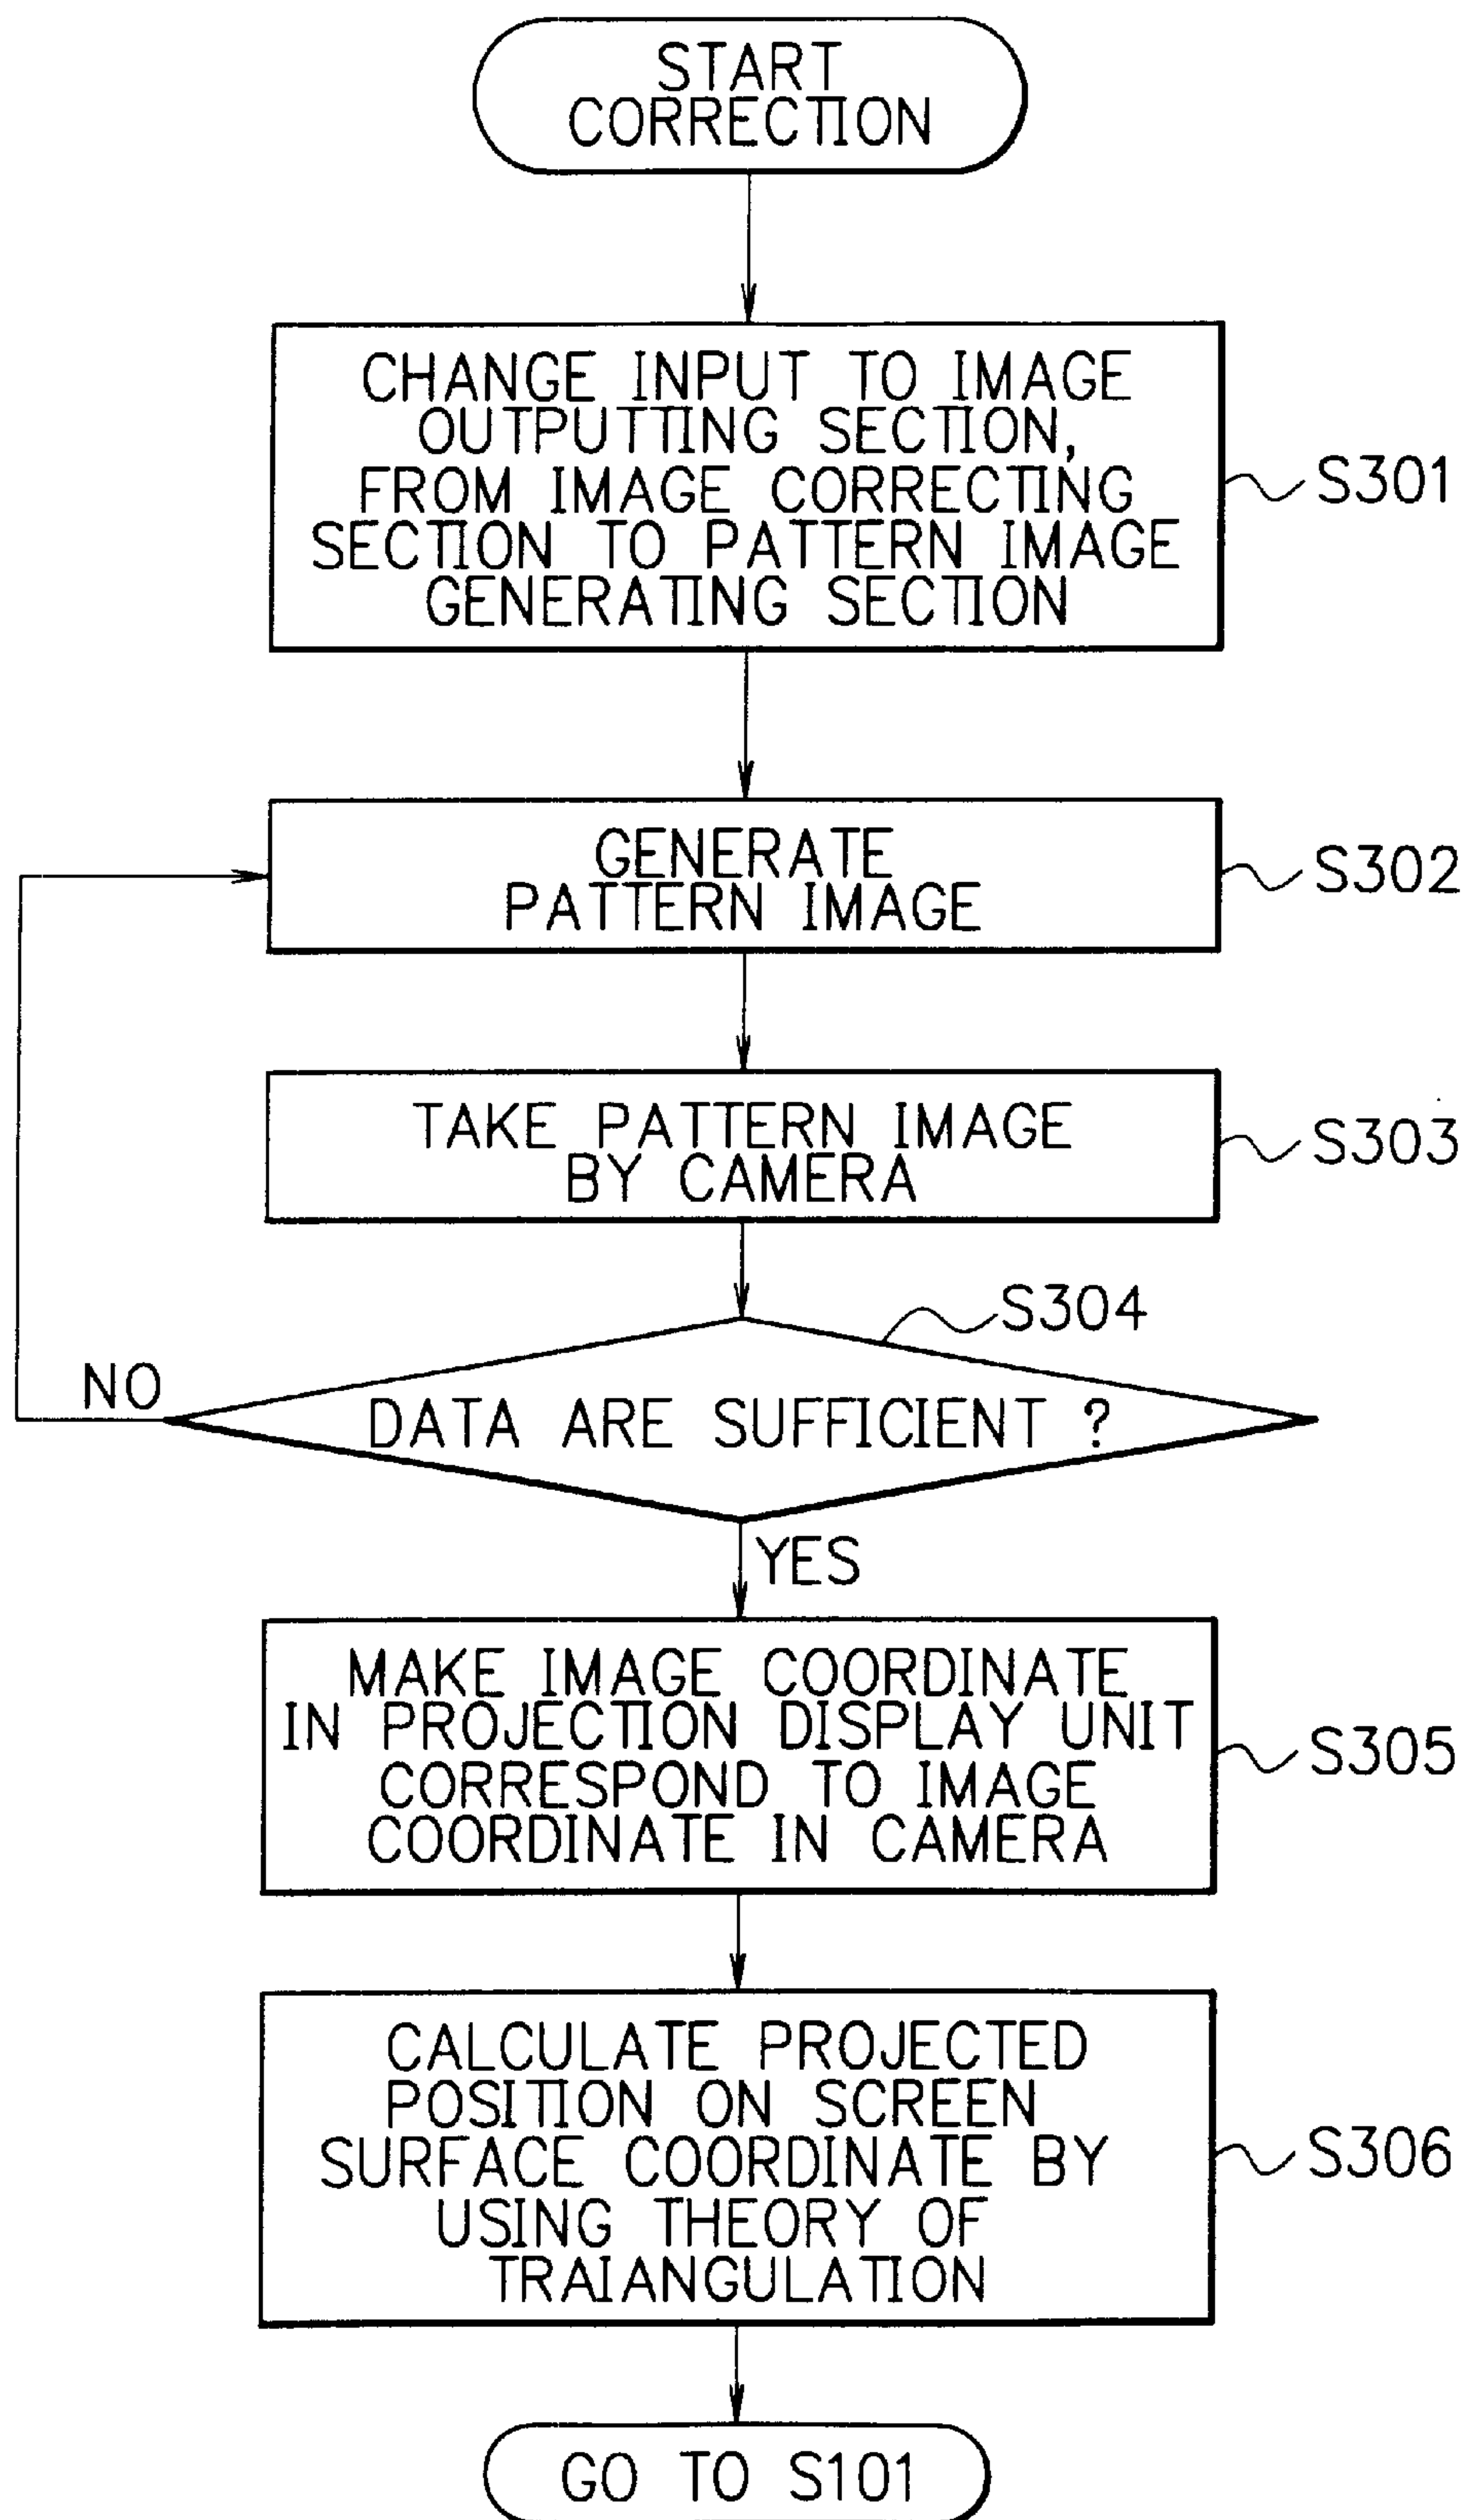 START
CORRECTION
CHANGE INPUT TO IMAGE
OUTPUTTING SECTION,
FROM IMAGE CORRECTING
SECTION TO PATTERN IMAGE
GENERATING SECTION
S301
GENERATE
PATTERN IMAGE
S302
TAKE PATTERN IMAGE
BY CAMERA
S303
S304
NO
DATA ARE SUFFICIENT ?
YES
MAKE IMAGE COORDINATE
IN PROJECTION DISPLAY UNIT
CORRESPOND TO IMAGE
COORDINATE IN CAMERA
S305
CALCULATE PROJECTED
POSITION ON SCREEN
SURFACE COORDINATE BY
USING THEORY OF
TRAIANGULATION
S306
GO TO S101